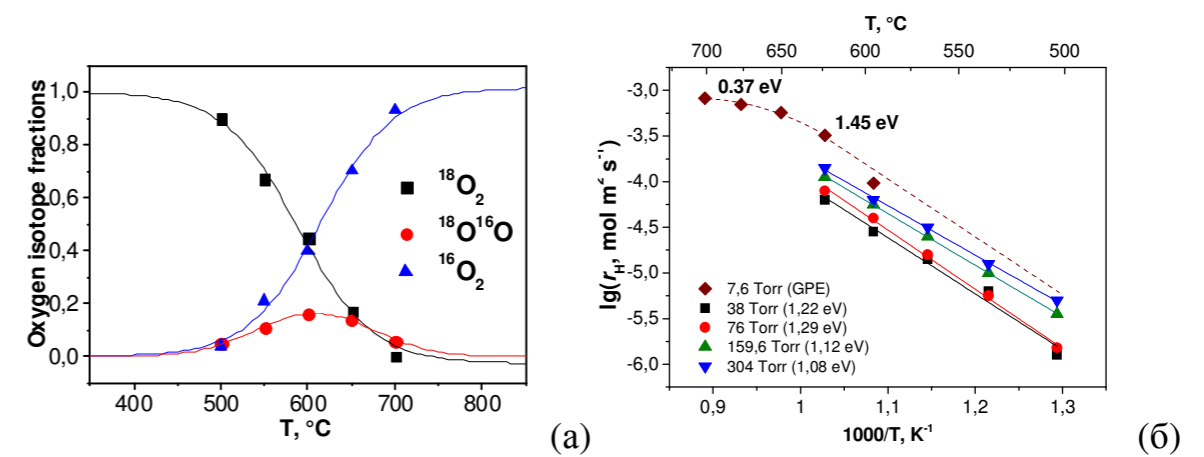 1,0
0,8
0,6
0,4
0,2
0,0
Oxygen isotope fractions
¹⁸O₂
¹⁸O¹⁶O
¹⁶O₂
400 500 600 700 800
T, °C
(а)
T, °C
700 650 600 550 500
-3,0
-3,5
-4,0
-4,5
-5,0
-5,5
-6,0
lg(r_H, mol m⁻² s⁻¹)
0.37 eV
1.45 eV
7,6 Torr (GPE)
38 Torr (1,22 eV)
76 Torr (1,29 eV)
159,6 Torr (1,12 eV)
304 Torr (1,08 eV)
0,9 1 1,1 1,2 1,3
1000/T, K⁻¹
(б)